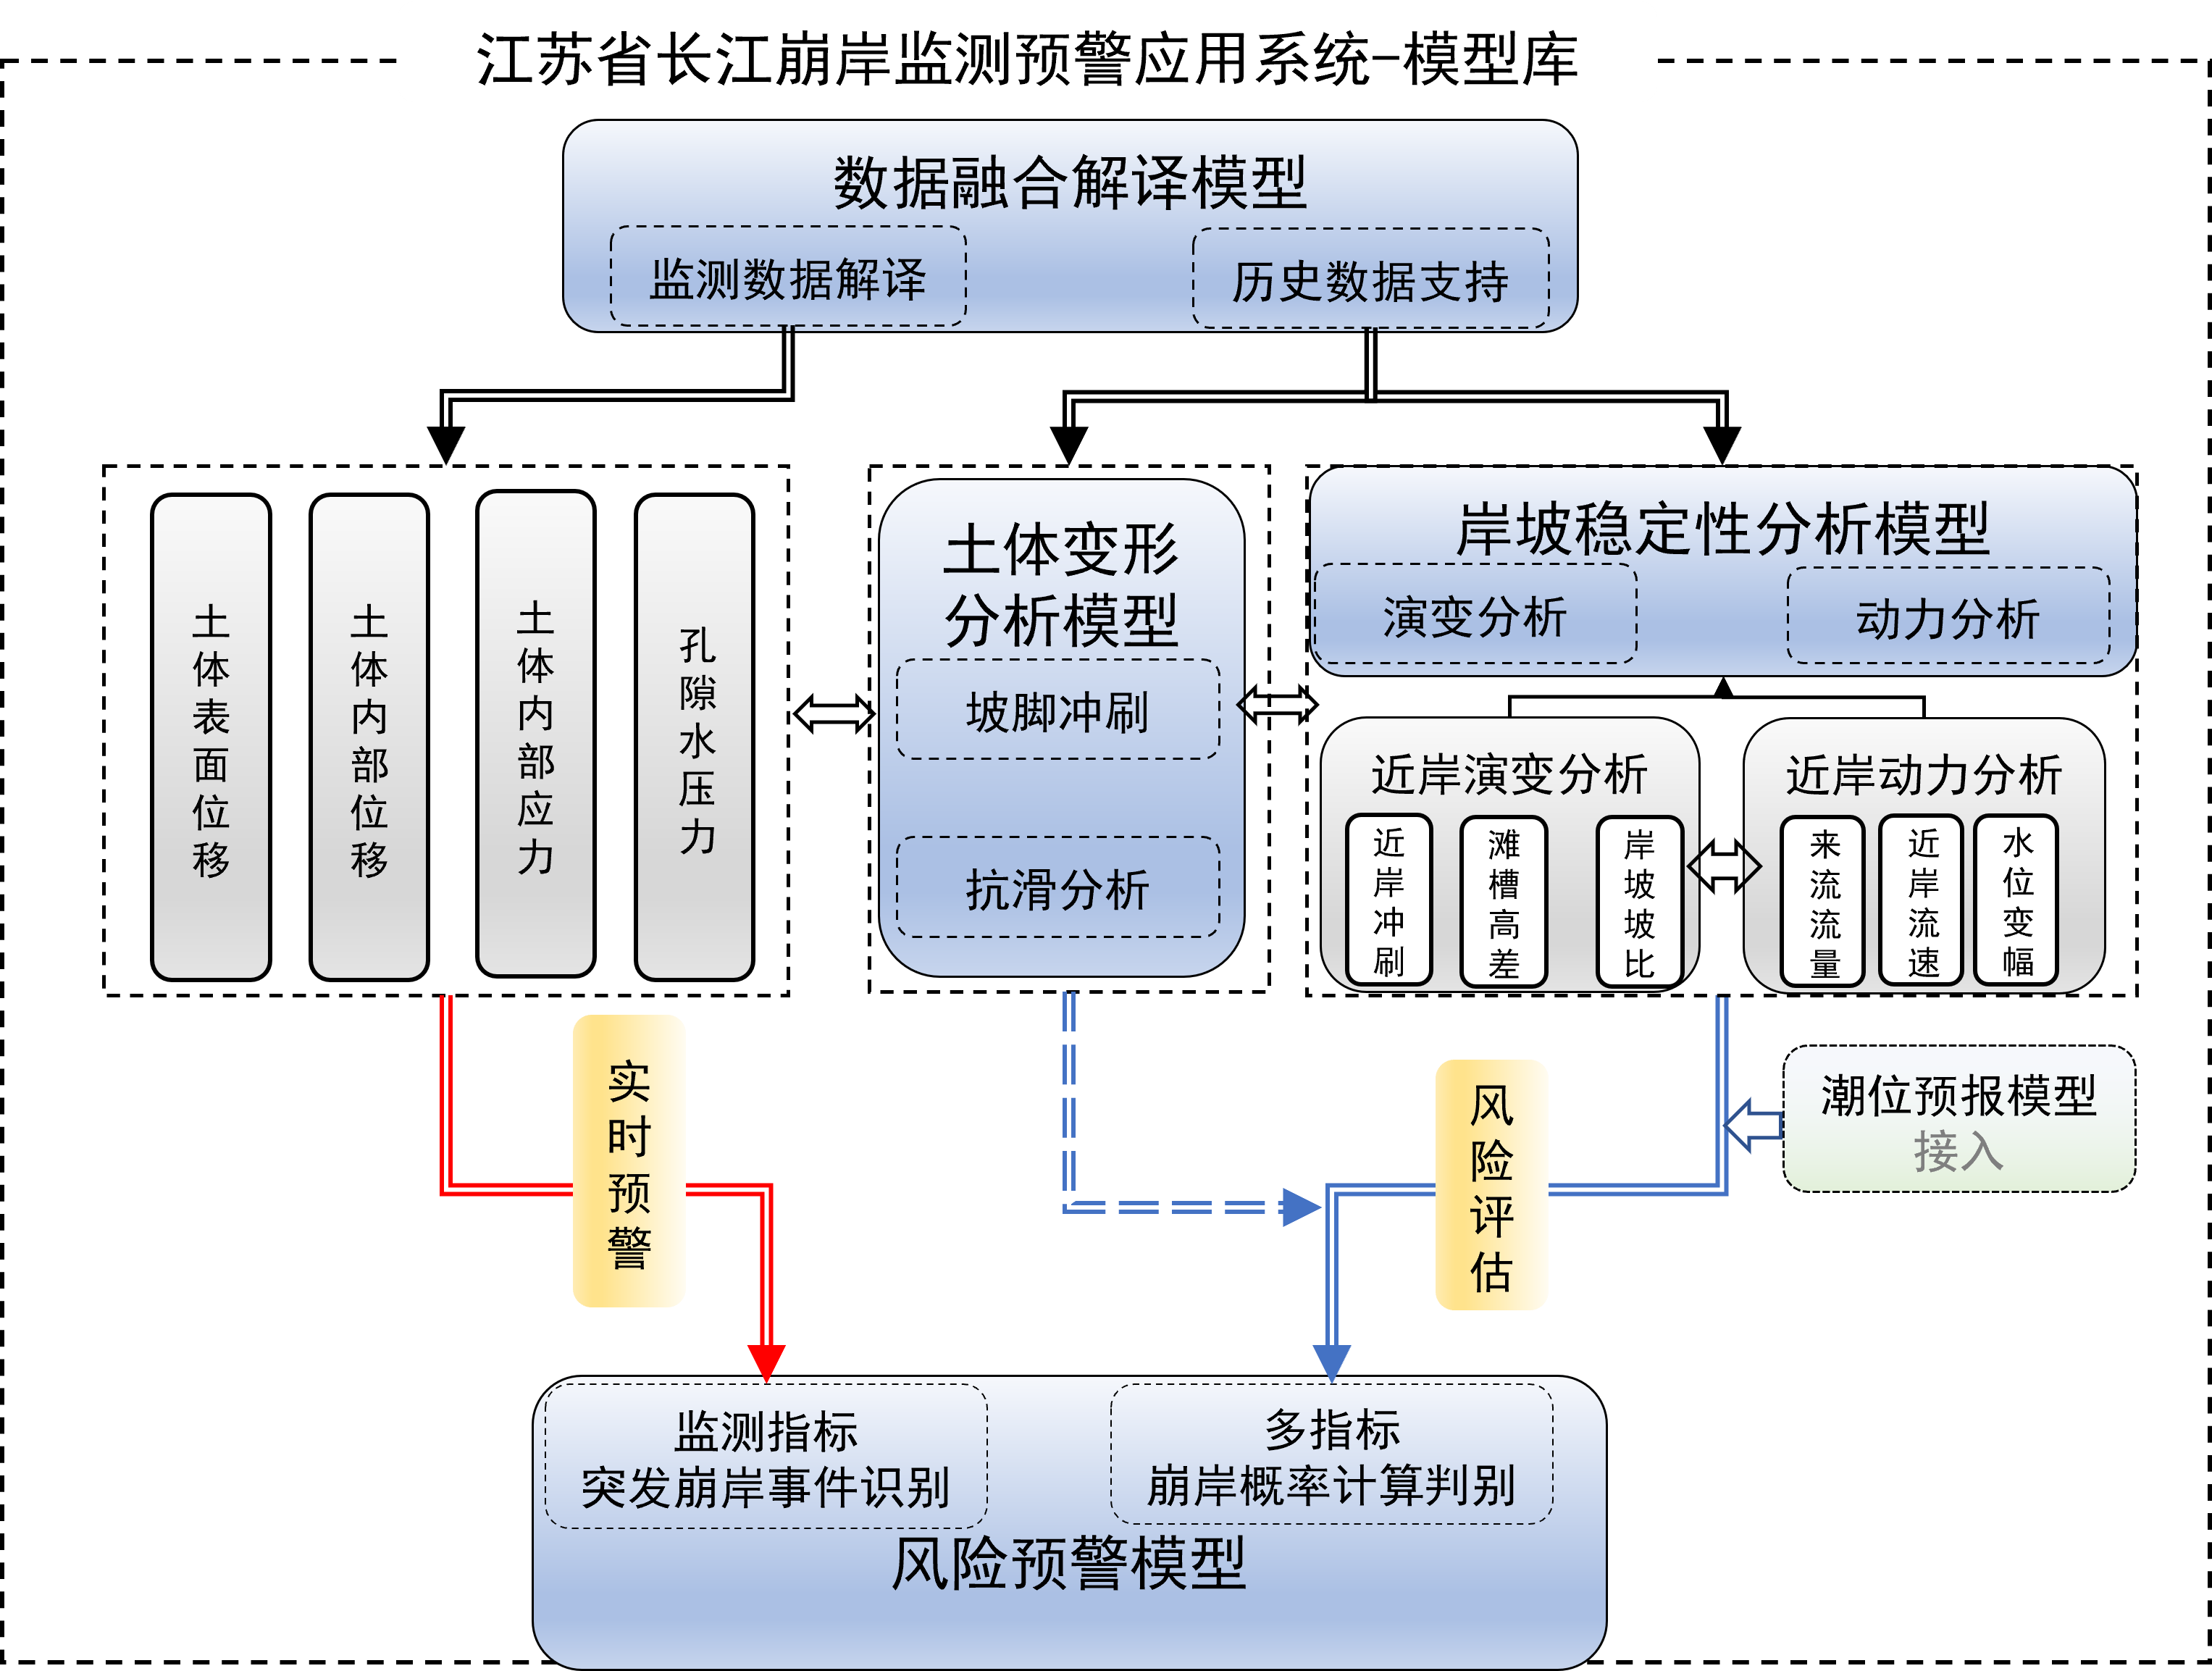 江苏省长江崩岸监测预警应用系统-模型库
数据融合解译模型
监测数据解译
历史数据支持
土体表面位移
土体内部位移
土体内部应力
孔隙水压力
土体变形
分析模型
坡脚冲刷
抗滑分析
岸坡稳定性分析模型
演变分析
动力分析
近岸演变分析
近岸冲刷
滩槽高差
岸坡坡比
近岸动力分析
来流流量
近岸流速
水位变幅
实时预警
风险评估
潮位预报模型
接入
监测指标
突发崩岸事件识别
多指标
崩岸概率计算判别
风险预警模型